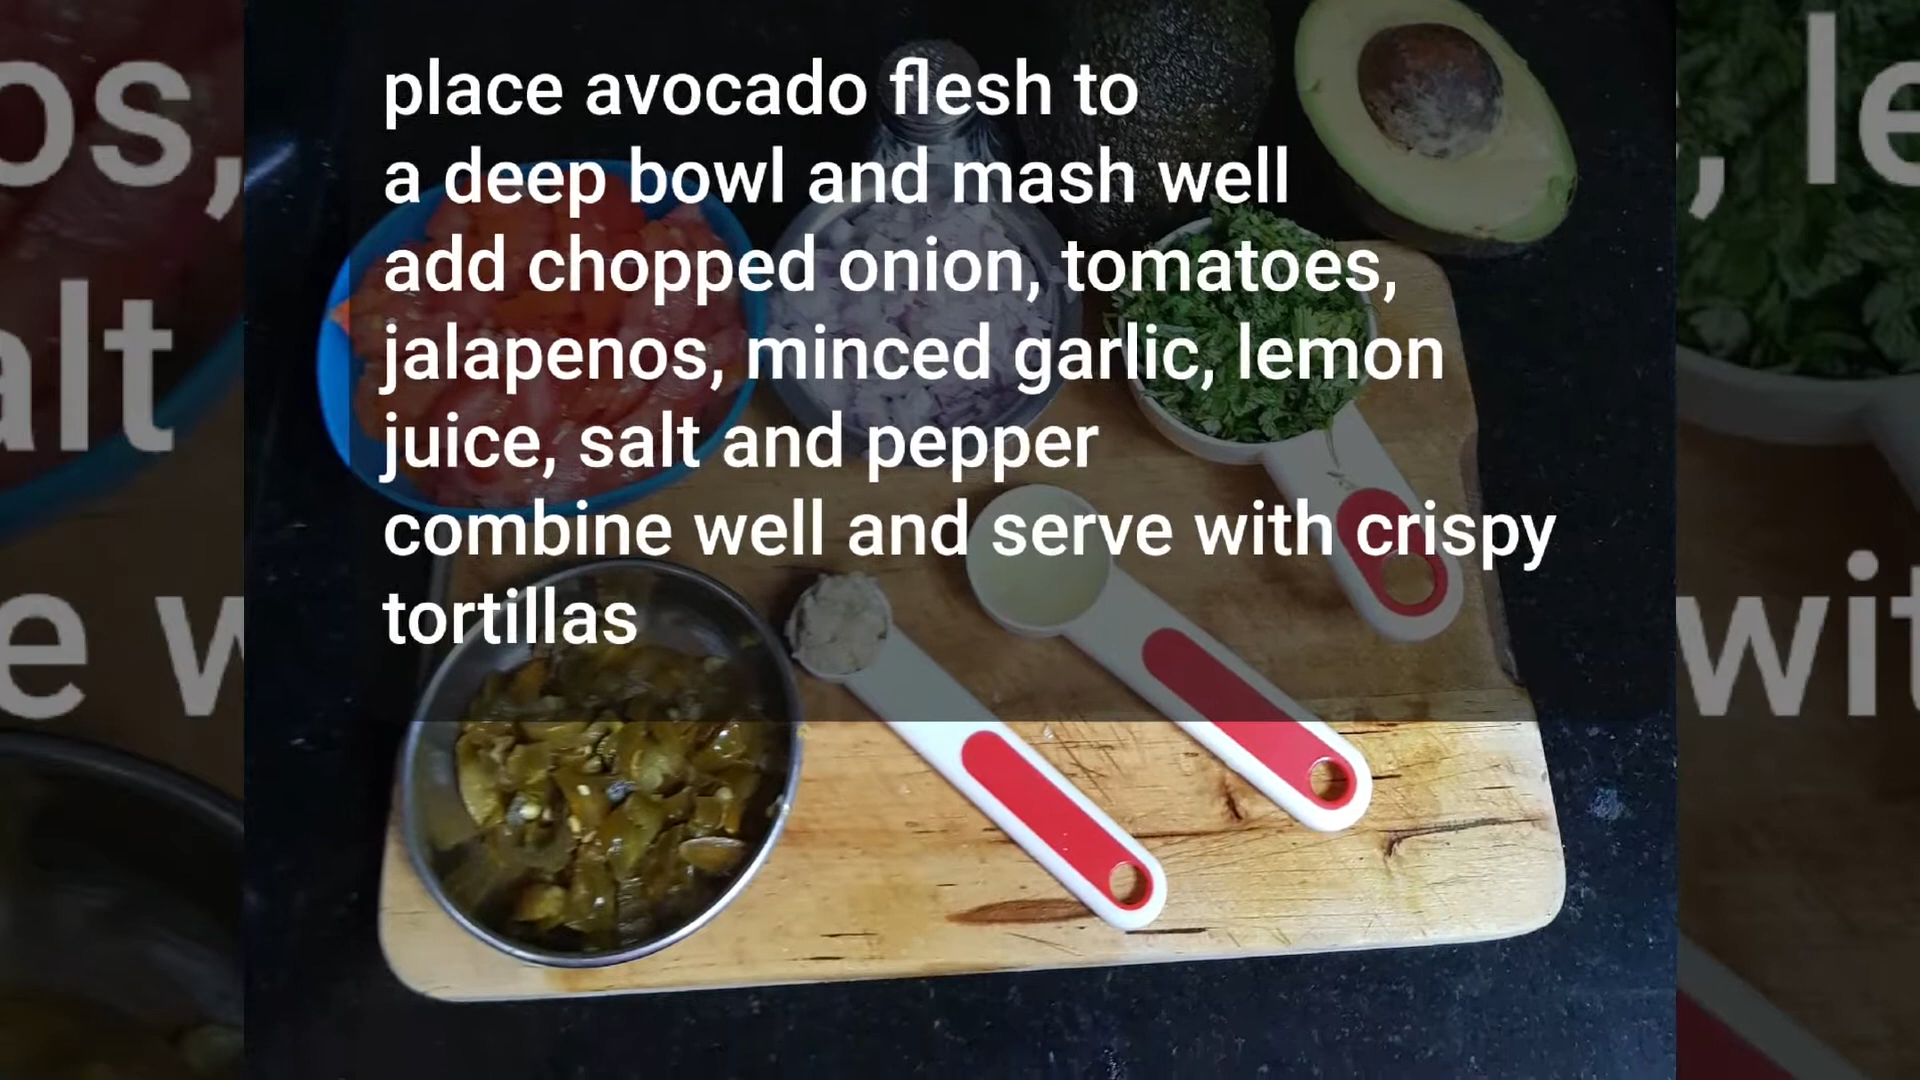 place avocado flesh to
a deep bowl and mash well
add chopped onion, tomatoes,
jalapenos, minced garlic, lemon
juice, salt and pepper
combine well and serve with crispy
tortillas